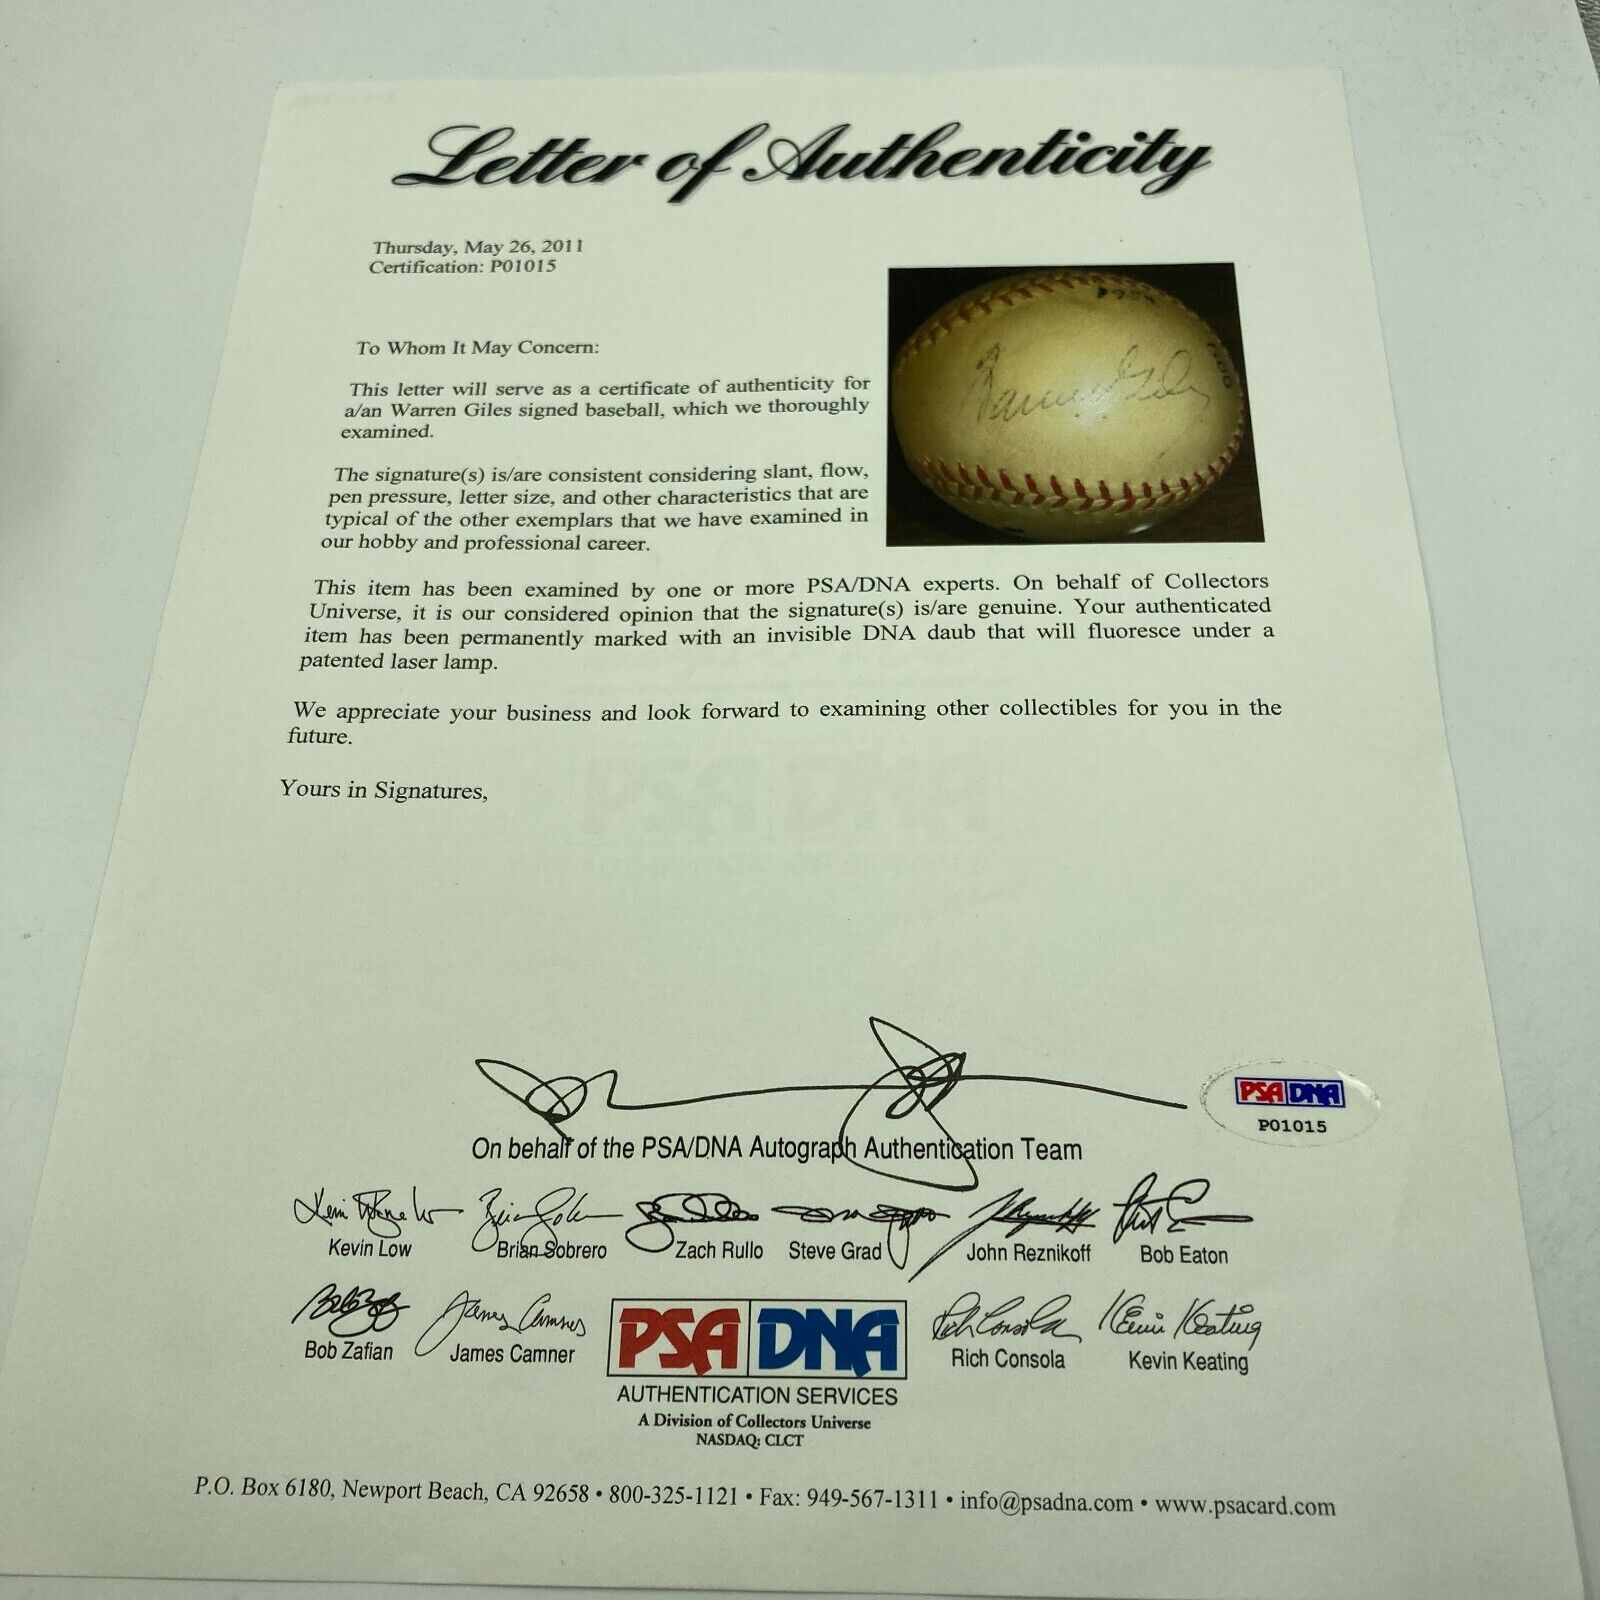 Letter of Authenticity
Thursday, May 26, 2011
Certification: P01015
To Whom It May Concern:
This letter will serve as a certificate of authenticity for
a/an Warren Giles signed baseball, which we thoroughly
examined.
The signature(s) is/are consistent considering slant, flow,
pen pressure, letter size, and other characteristics that are
typical of the other exemplars that we have examined in
our hobby and professional career.
This item has been examined by one or more PSA/DNA experts. On behalf of Collectors
Universe, it is our considered opinion that the signature(s) is/are genuine. Your authenticated
item has been permanently marked with an invisible DNA daub that will fluoresce under a
patented laser lamp.
We appreciate your business and look forward to examining other collectibles for you in the
future.
Yours in Signatures,
PSA DNA
P01015
On behalf of the PSA/DNA Autograph Authentication Team
Kevin Low Brian Sobrero Zach Rullo Steve Grad John Reznikoff Bob Eaton
James Camner Rich Consola Kevin Keating
Bob Zafian James Camner PSA DNA Rich Consola Kevin Keating
AUTHENTICATION SERVICES
A Division of Collectors Universe
NASDAQ: CLCT
P.O. Box 6180, Newport Beach, CA 92658 • 800-325-1121 • Fax: 949-567-1311 • info@psadna.com • www.psacard.com